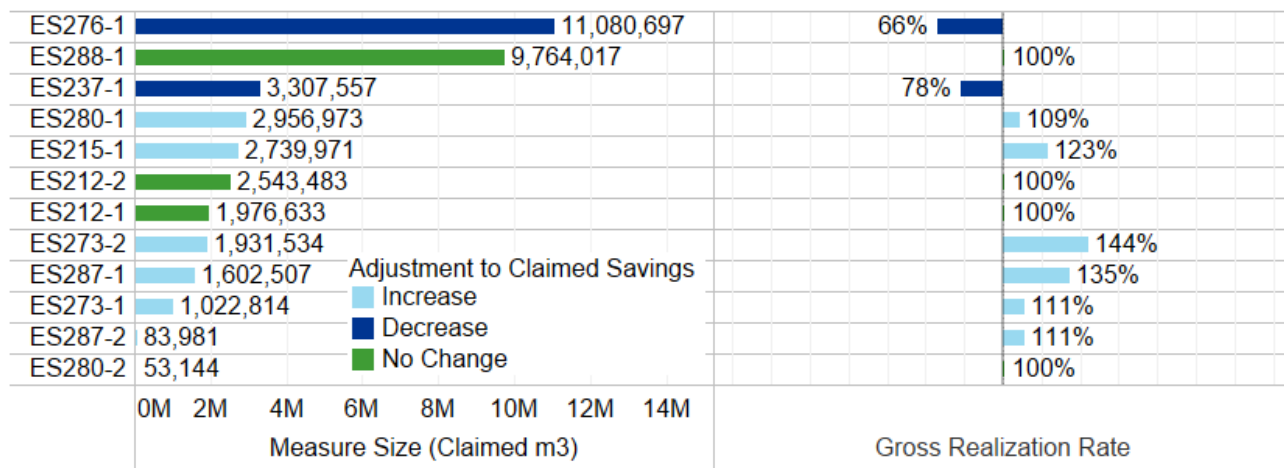 ES276-1 11,080,697 66%
ES288-1 9,764,017 100%
ES237-1 3,307,557 78%
ES280-1 2,956,973 109%
ES215-1 2,739,971 123%
ES212-2 2,543,483 100%
ES212-1 1,976,633 100%
ES273-2 1,931,534 144%
ES287-1 1,602,507 135%
ES273-1 1,022,814 111%
ES287-2 83,981 111%
ES280-2 53,144 100%
Adjustment to Claimed Savings
Increase
Decrease
No Change
0M 2M 4M 6M 8M 10M 12M 14M
Measure Size (Claimed m3) Gross Realization Rate